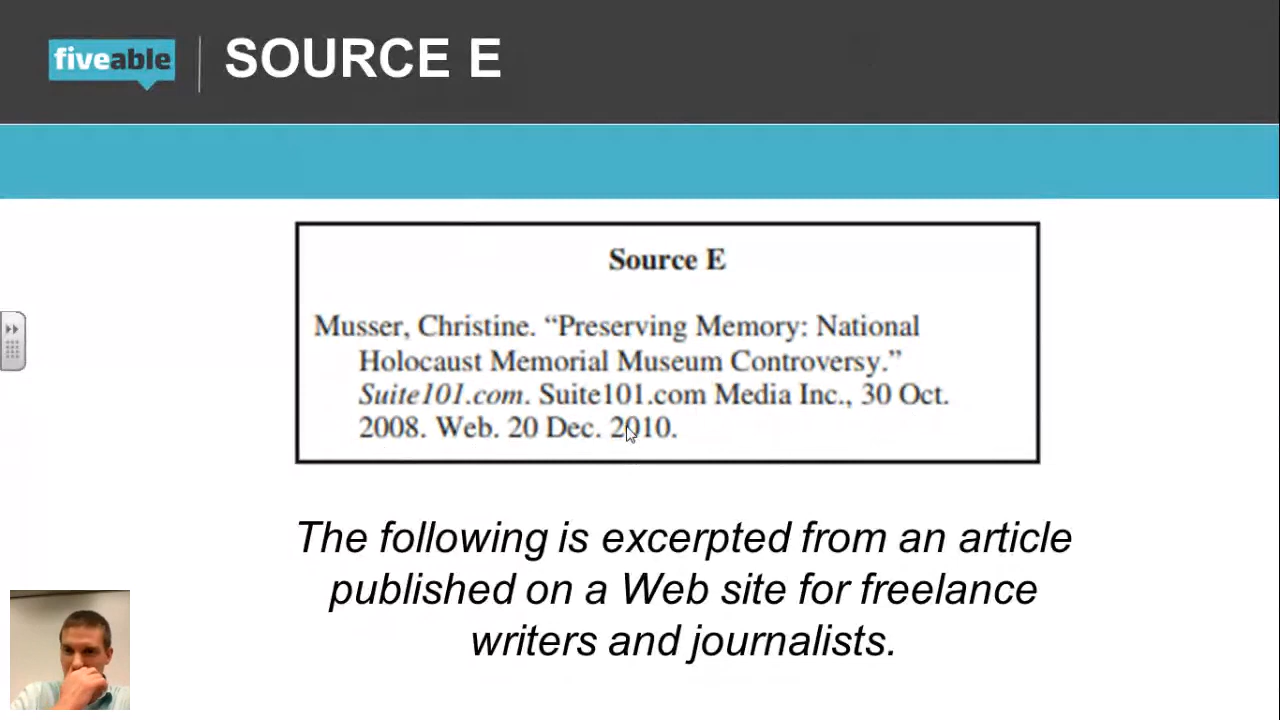 fiveable
SOURCE E
Source E
Musser, Christine. “Preserving Memory: National
Holocaust Memorial Museum Controversy.”
Suite101.com. Suite101.com Media Inc., 30 Oct.
2008. Web. 20 Dec. 2010.
The following is excerpted from an article
published on a Web site for freelance
writers and journalists.